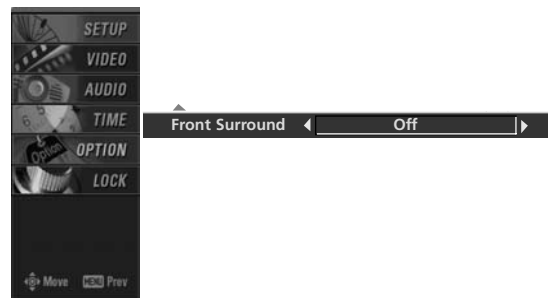 SETUP
VIDEO
AUDIO
TIME
OPTION
LOCK
Front Surround Off
Move MENU Prev